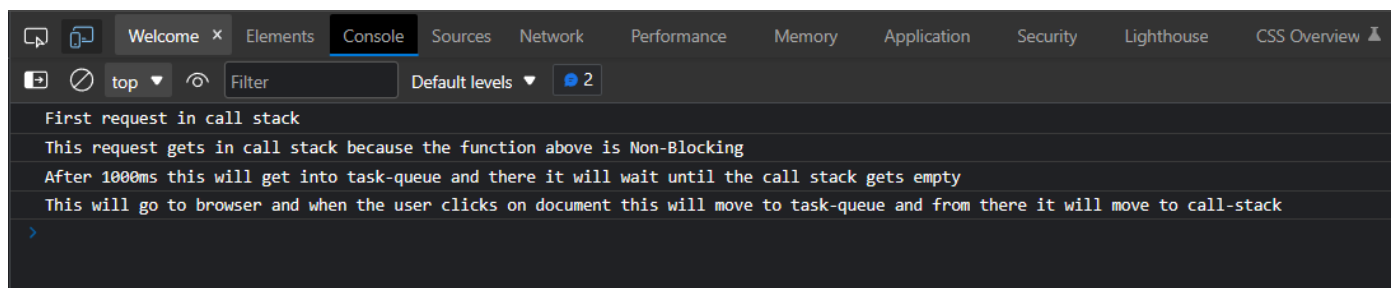 Welcome × Elements Console Sources Network Performance Memory Application Security Lighthouse CSS Overview
top Filter Default levels 2
First request in call stack
This request gets in call stack because the function above is Non-Blocking
After 1000ms this will get into task-queue and there it will wait until the call stack gets empty
This will go to browser and when the user clicks on document this will move to task-queue and from there it will move to call-stack